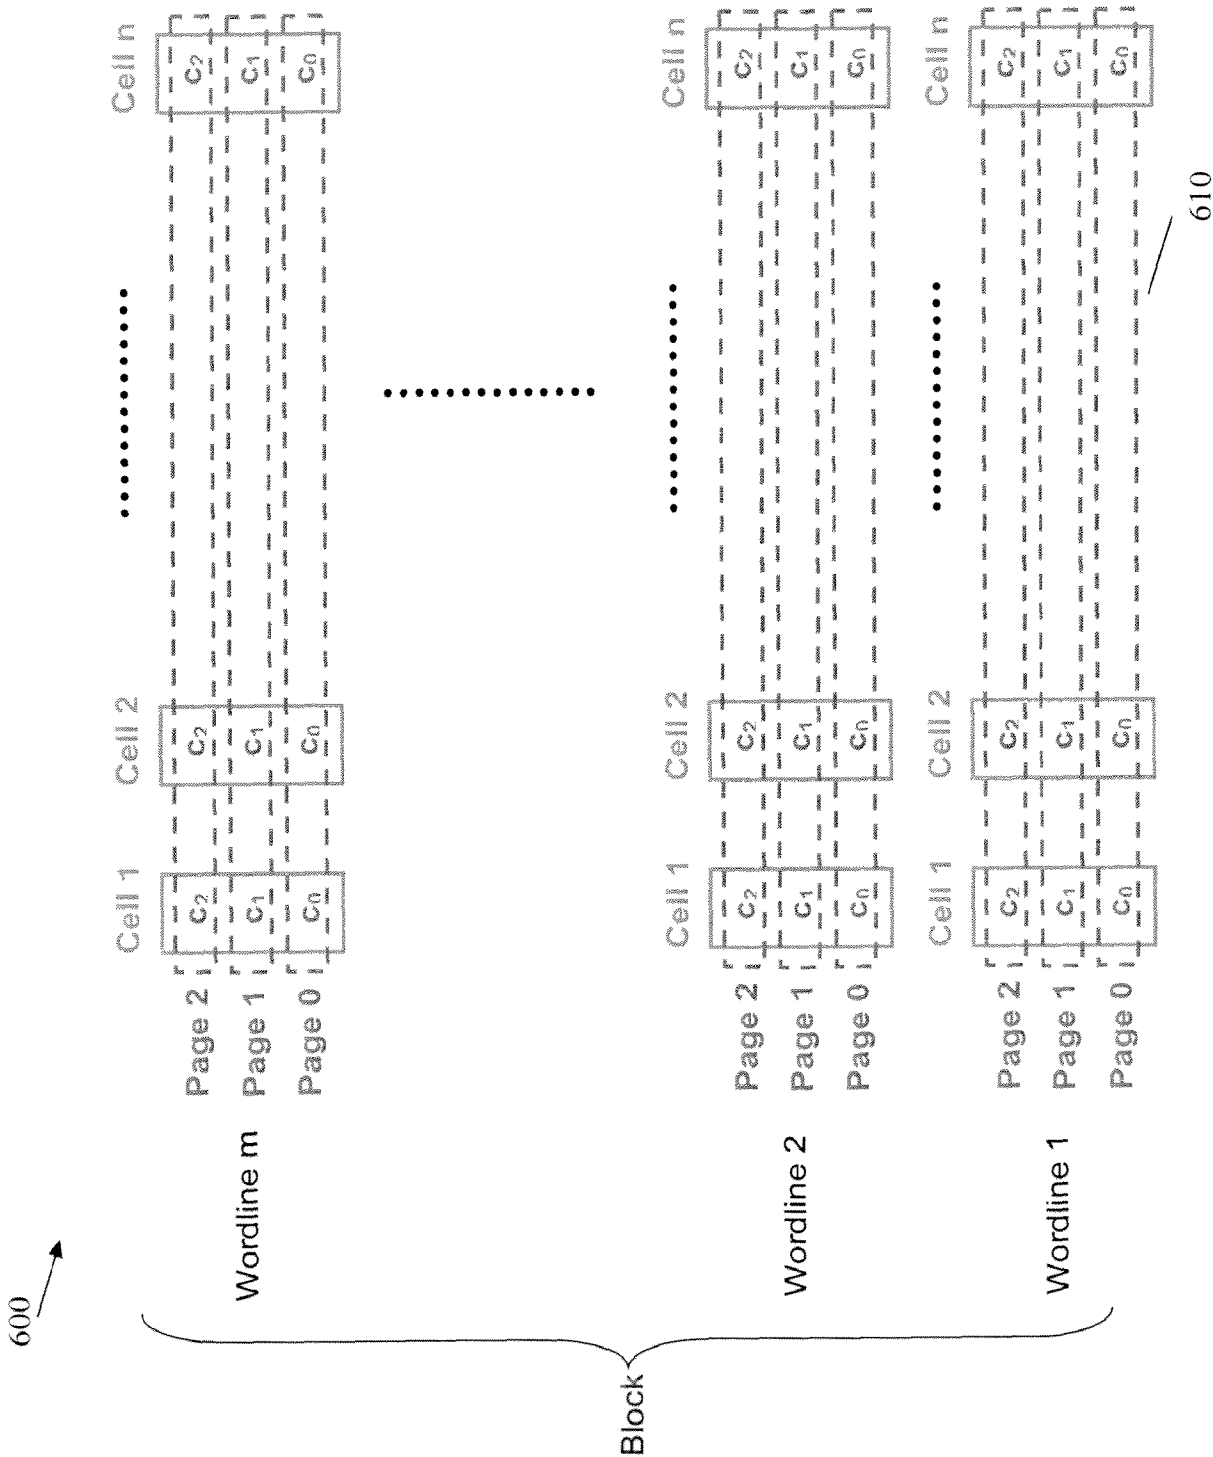 600
Cell 1 Cell 2 Cell n
Wordline m
Page 2 c2 c2 c2
Page 1 c1 c1 c1
Page 0 c0 c0 c0
Block
Cell 1 Cell 2 Cell n
Wordline 2
Page 2 c2 c2 c2
Page 1 c1 c1 c1
Page 0 c0 c0 c0
Cell 1 Cell 2 Cell n
Wordline 1
Page 2 c2 c2 c2
Page 1 c1 c1 c1
Page 0 c0 c0 c0
610